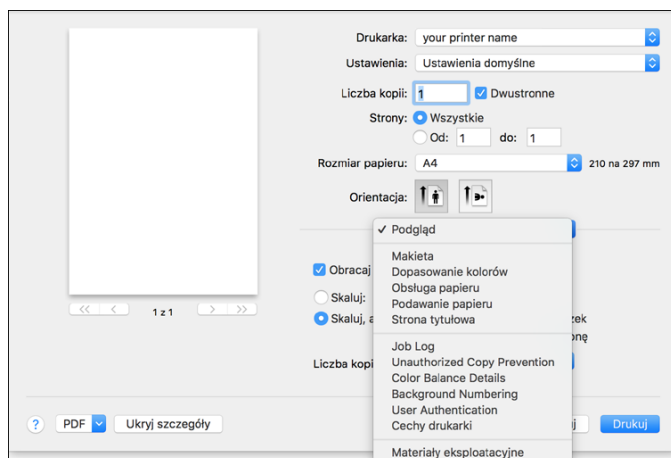 Drukarka: your printer name
Ustawienia: Ustawienia domyślne
Liczba kopii: 1 Dwustronne
Strony: Wszystkie
Od: 1 do: 1
Rozmiar papieru: A4 210 na 297 mm
Orientacja:
Podgląd
Makieta
Dopasowanie kolorów
Obsługa papieru
Podawanie papieru
Strona tytułowa
Obracaj
Skaluj:
Skaluj, a
Liczba kopi
Job Log
Unauthorized Copy Prevention
Color Balance Details
Background Numbering
User Authentication
Cechy drukarki
Materiały eksploatacyjne
<< < 1 z 1 > >>
? PDF Ukryj szczegóły Drukuj